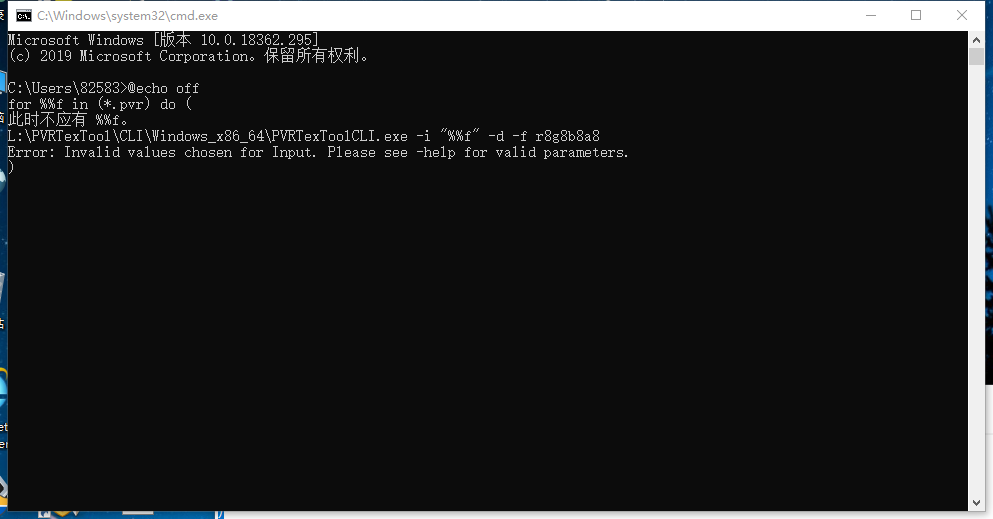 C:\Windows\system32\cmd.exe
Microsoft Windows [版本 10.0.18362.295]
(c) 2019 Microsoft Corporation。保留所有权利。
C:\Users\82583>@echo off
for %%f in (*.pvr) do (
此时不应有 %%f。
L:\PVRTexTool\CLI\Windows_x86_64\PVRTexToolCLI.exe -i "%%f" -d -f r8g8b8a8
Error: Invalid values chosen for Input. Please see -help for valid parameters.
)